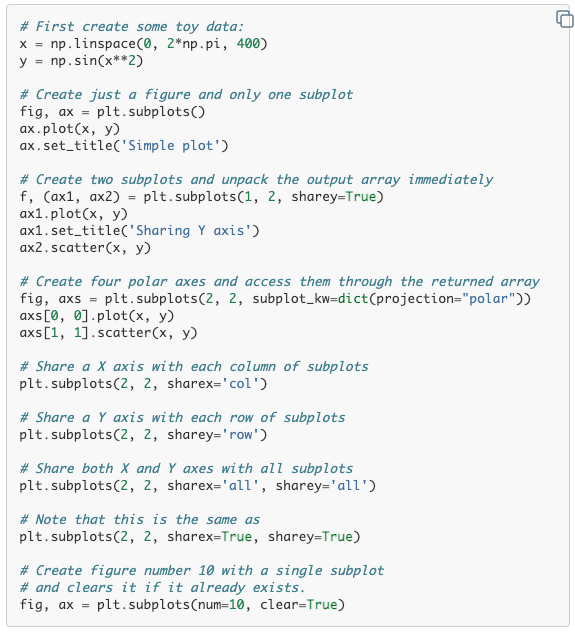 # First create some toy data:
x = np.linspace(0, 2*np.pi, 400)
y = np.sin(x**2)

# Create just a figure and only one subplot
fig, ax = plt.subplots()
ax.plot(x, y)
ax.set_title('Simple plot')

# Create two subplots and unpack the output array immediately
f, (ax1, ax2) = plt.subplots(1, 2, sharey=True)
ax1.plot(x, y)
ax1.set_title('Sharing Y axis')
ax2.scatter(x, y)

# Create four polar axes and access them through the returned array
fig, axs = plt.subplots(2, 2, subplot_kw=dict(projection="polar"))
axs[0, 0].plot(x, y)
axs[1, 1].scatter(x, y)

# Share a X axis with each column of subplots
plt.subplots(2, 2, sharex='col')

# Share a Y axis with each row of subplots
plt.subplots(2, 2, sharey='row')

# Share both X and Y axes with all subplots
plt.subplots(2, 2, sharex='all', sharey='all')

# Note that this is the same as
plt.subplots(2, 2, sharex=True, sharey=True)

# Create figure number 10 with a single subplot
# and clears it if it already exists.
fig, ax = plt.subplots(num=10, clear=True)